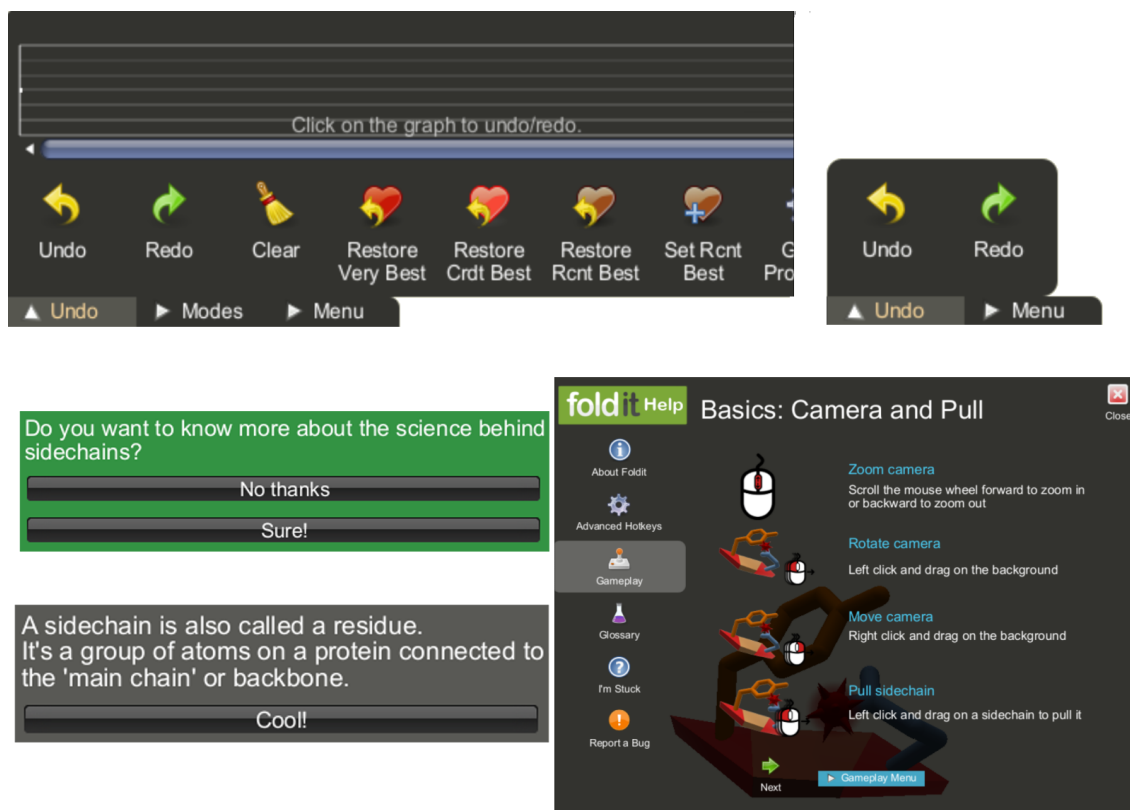 Click on the graph to undo/redo.
Undo
Redo
Clear
Restore
Very Best
Restore
Crdt Best
Restore
Rcnt Best
Set Rcnt
Best
Undo
Modes
Menu
Undo
Redo
Undo
Menu
Do you want to know more about the science behind
sidechains?
No thanks
Sure!
A sidechain is also called a residue.
It's a group of atoms on a protein connected to
the 'main chain' or backbone.
Cool!
foldit Help
Basics: Camera and Pull
Close
About Foldit
Advanced Hotkeys
Gameplay
Glossary
I'm Stuck
Report a Bug
Zoom camera
Scroll the mouse wheel forward to zoom in
or backward to zoom out
Rotate camera
Left click and drag on the background
Move camera
Right click and drag on the background
Pull sidechain
Left click and drag on a sidechain to pull it
Next
Gameplay Menu